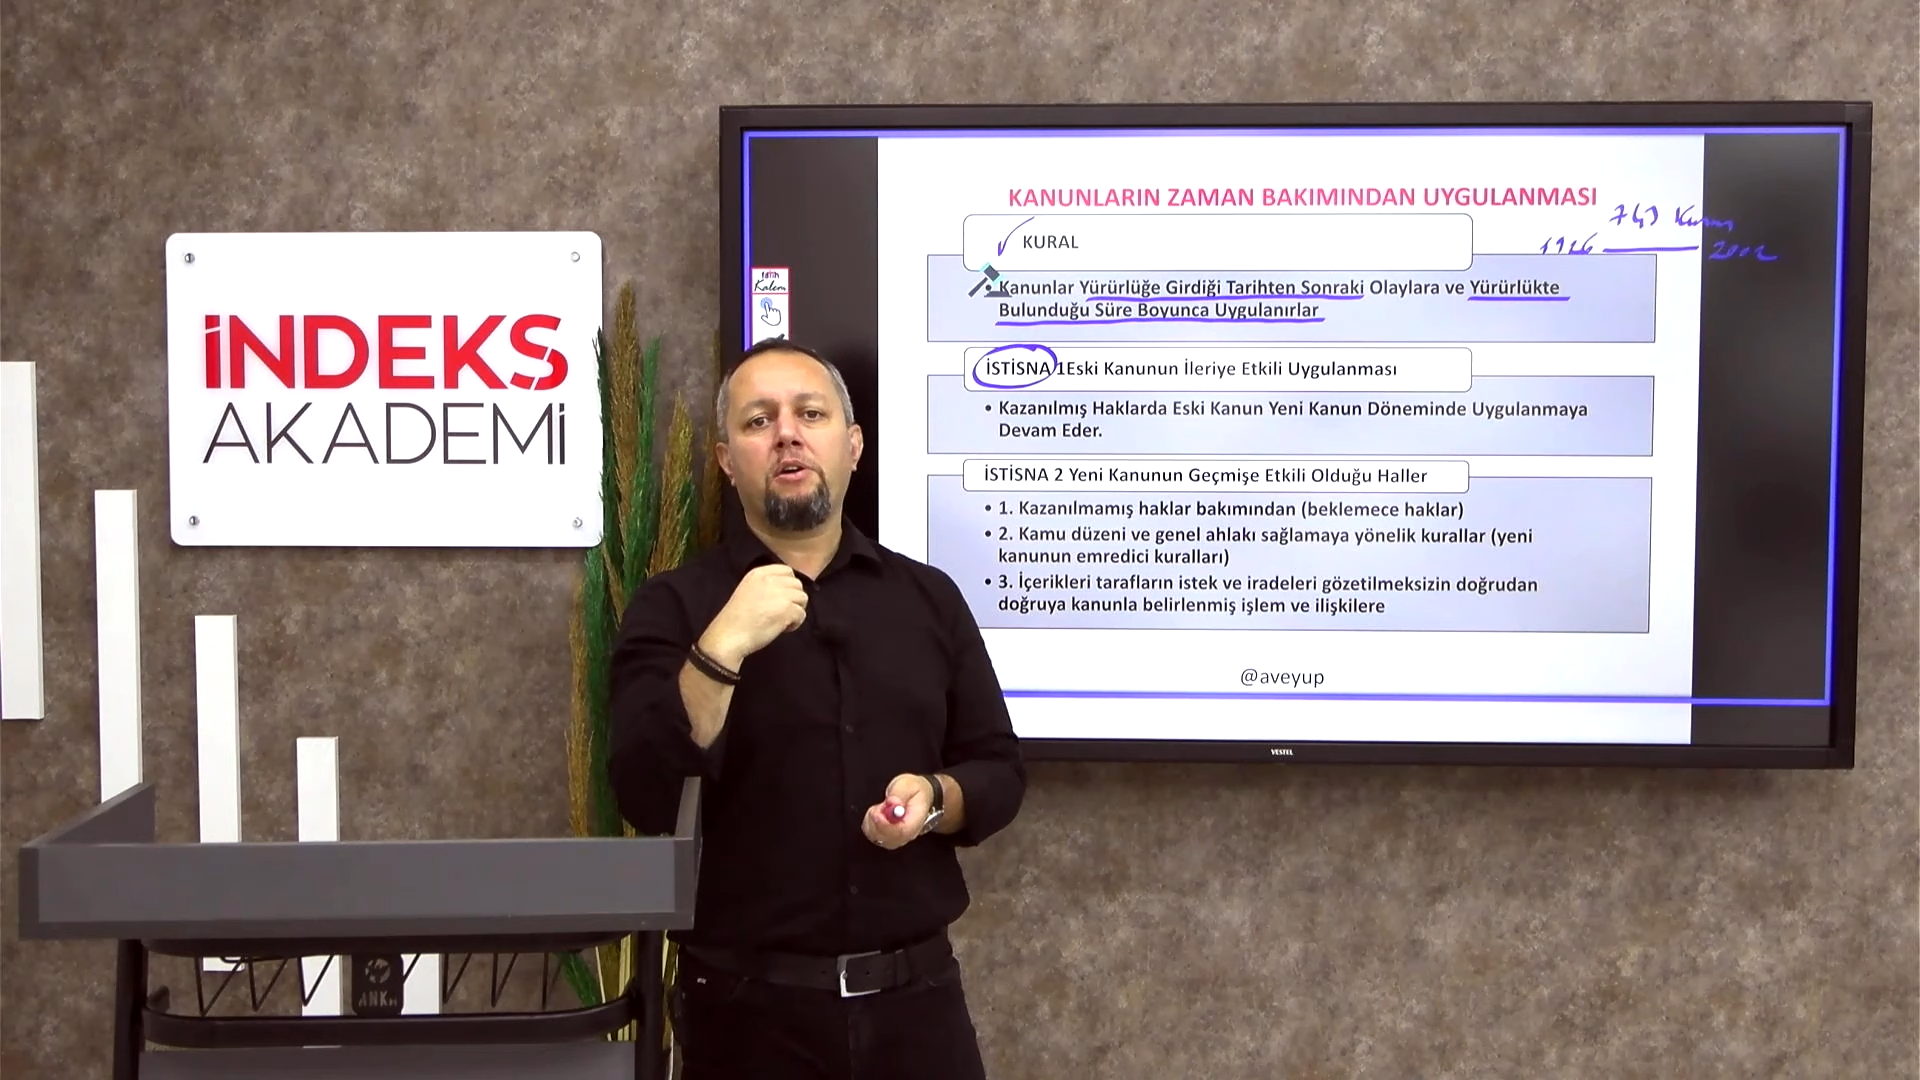 İNDEKS
AKADEMİ
KANUNLARIN ZAMAN BAKIMINDAN UYGULANMASI
743
1926
2002
KURAL
• Kanunlar Yürürlüğe Girdiği Tarihten Sonraki Olaylara ve Yürürlükte
Bulunduğu Süre Boyunca Uygulanırlar
fatih
Kalem
İSTİSNA 1Eski Kanunun İleriye Etkili Uygulanması
• Kazanılmış Haklarda Eski Kanun Yeni Kanun Döneminde Uygulanmaya
Devam Eder.
İSTİSNA 2 Yeni Kanunun Geçmişe Etkili Olduğu Haller
• 1. Kazanılmamış haklar bakımından (beklemece haklar)
• 2. Kamu düzeni ve genel ahlakı sağlamaya yönelik kurallar (yeni
kanunun emredici kuralları)
• 3. İçerikleri tarafların istek ve iradeleri gözetilmeksizin doğrudan
doğruya kanunla belirlenmiş işlem ve ilişkilere
@aveyup
VESTEL